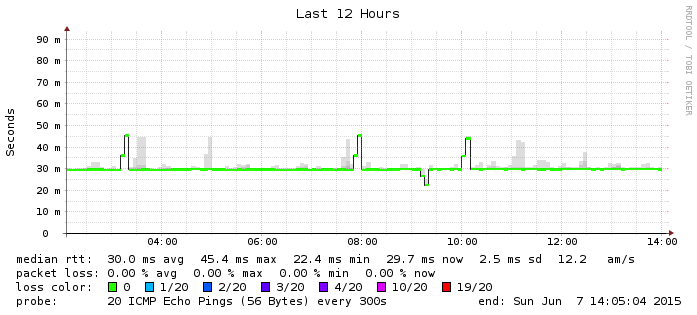 Last 12 Hours
RRDTOOL / TOBI OETIKER
Seconds
90 m
80 m
70 m
60 m
50 m
40 m
30 m
20 m
10 m
0
04:00 06:00 08:00 10:00 12:00 14:00
median rtt: 30.0 ms avg 45.4 ms max 22.4 ms min 29.7 ms now 2.5 ms sd 12.2 am/s
packet loss: 0.00 % avg 0.00 % max 0.00 % min 0.00 % now
loss color: 0 1/20 2/20 3/20 4/20 10/20 19/20
probe: 20 ICMP Echo Pings (56 Bytes) every 300s end: Sun Jun 7 14:05:04 2015